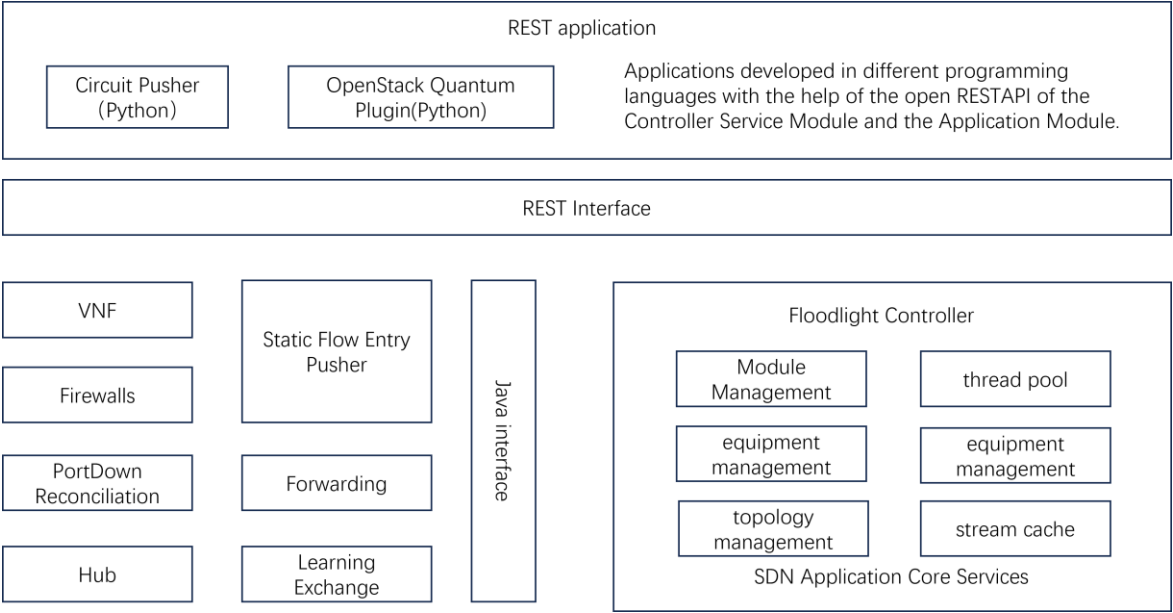 REST application
Circuit Pusher
（Python）
OpenStack Quantum
Plugin(Python)
Applications developed in different programming
languages with the help of the open RESTAPI of the
Controller Service Module and the Application Module.
REST Interface
VNF
Firewalls
PortDown
Reconciliation
Hub
Static Flow Entry
Pusher
Forwarding
Learning
Exchange
Java interface
Floodlight Controller
Module
Management
thread pool
equipment
management
equipment
management
topology
management
stream cache
SDN Application Core Services